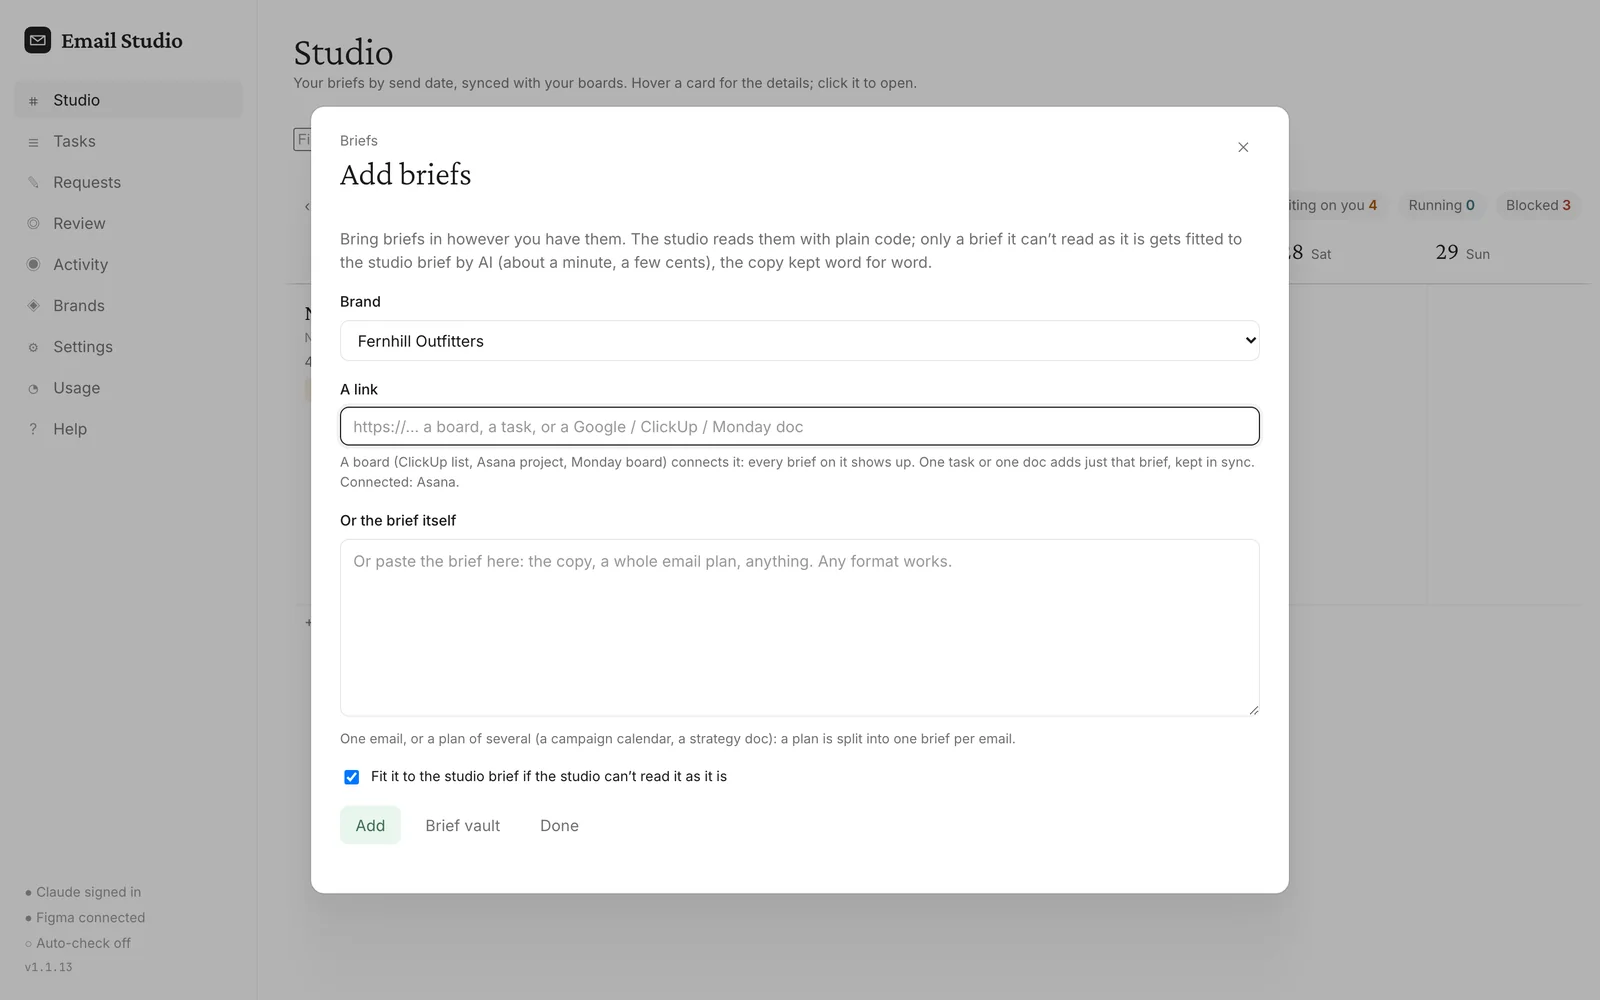 Email Studio
Studio
Tasks
Requests
Review
Activity
Brands
Settings
Usage
? Help
● Claude signed in
● Figma connected
○ Auto-check off
v1.1.13
Studio
Your briefs by send date, synced with your boards. Hover a card for the details; click it to open.
iting on you 4
Running 0
Blocked 3
8 Sat
29 Sun
Briefs
Add briefs
Bring briefs in however you have them. The studio reads them with plain code; only a brief it can’t read as it is gets fitted to
the studio brief by AI (about a minute, a few cents), the copy kept word for word.
Brand
Fernhill Outfitters
A link
https://... a board, a task, or a Google / ClickUp / Monday doc
A board (ClickUp list, Asana project, Monday board) connects it: every brief on it shows up. One task or one doc adds just that brief, kept in sync.
Connected: Asana.
Or the brief itself
Or paste the brief here: the copy, a whole email plan, anything. Any format works.
One email, or a plan of several (a campaign calendar, a strategy doc): a plan is split into one brief per email.
Fit it to the studio brief if the studio can’t read it as it is
Add
Brief vault
Done